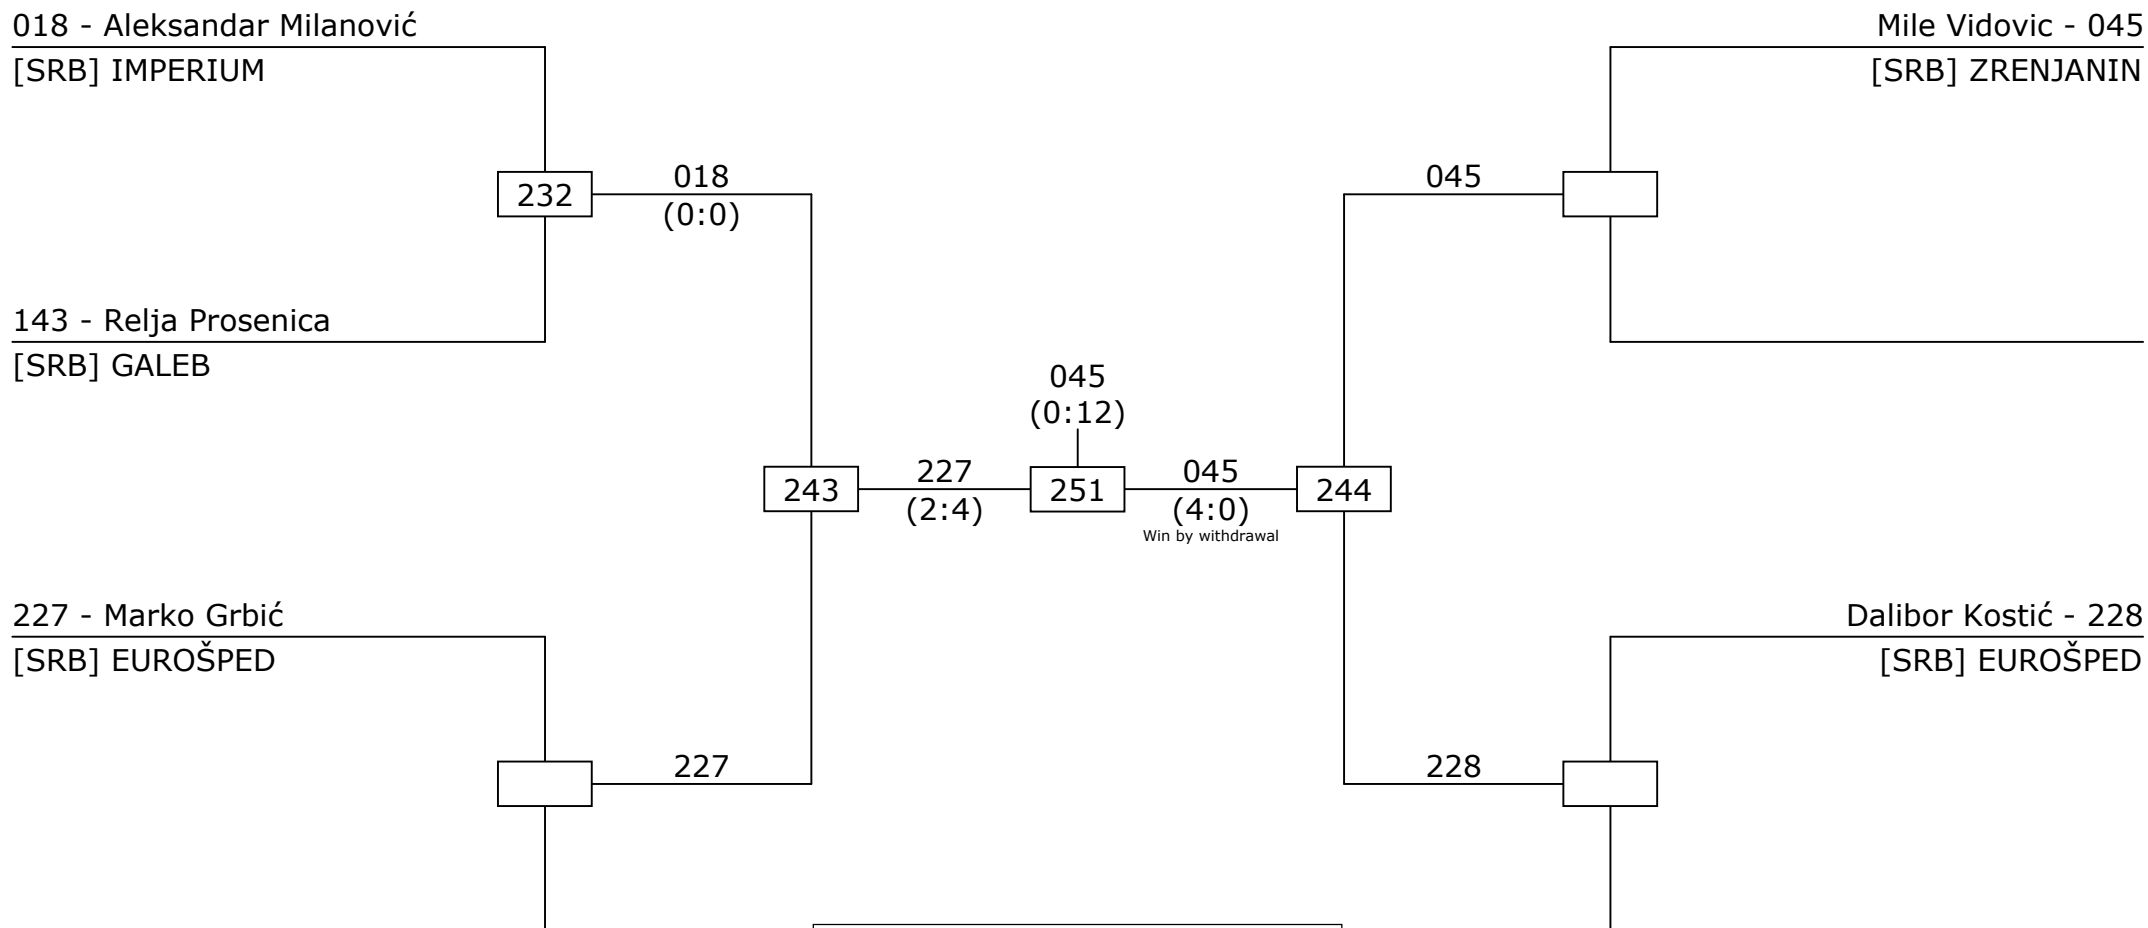 018 - Aleksandar Milanović
[SRB] IMPERIUM
Mile Vidovic - 045
[SRB] ZRENJANIN
232
018
(0:0)
045
143 - Relja Prosenica
[SRB] GALEB
045
(0:12)
243
227
(2:4)
251
045
(4:0)
Win by withdrawal
244
227 - Marko Grbić
[SRB] EUROŠPED
Dalibor Kostić - 228
[SRB] EUROŠPED
227
228